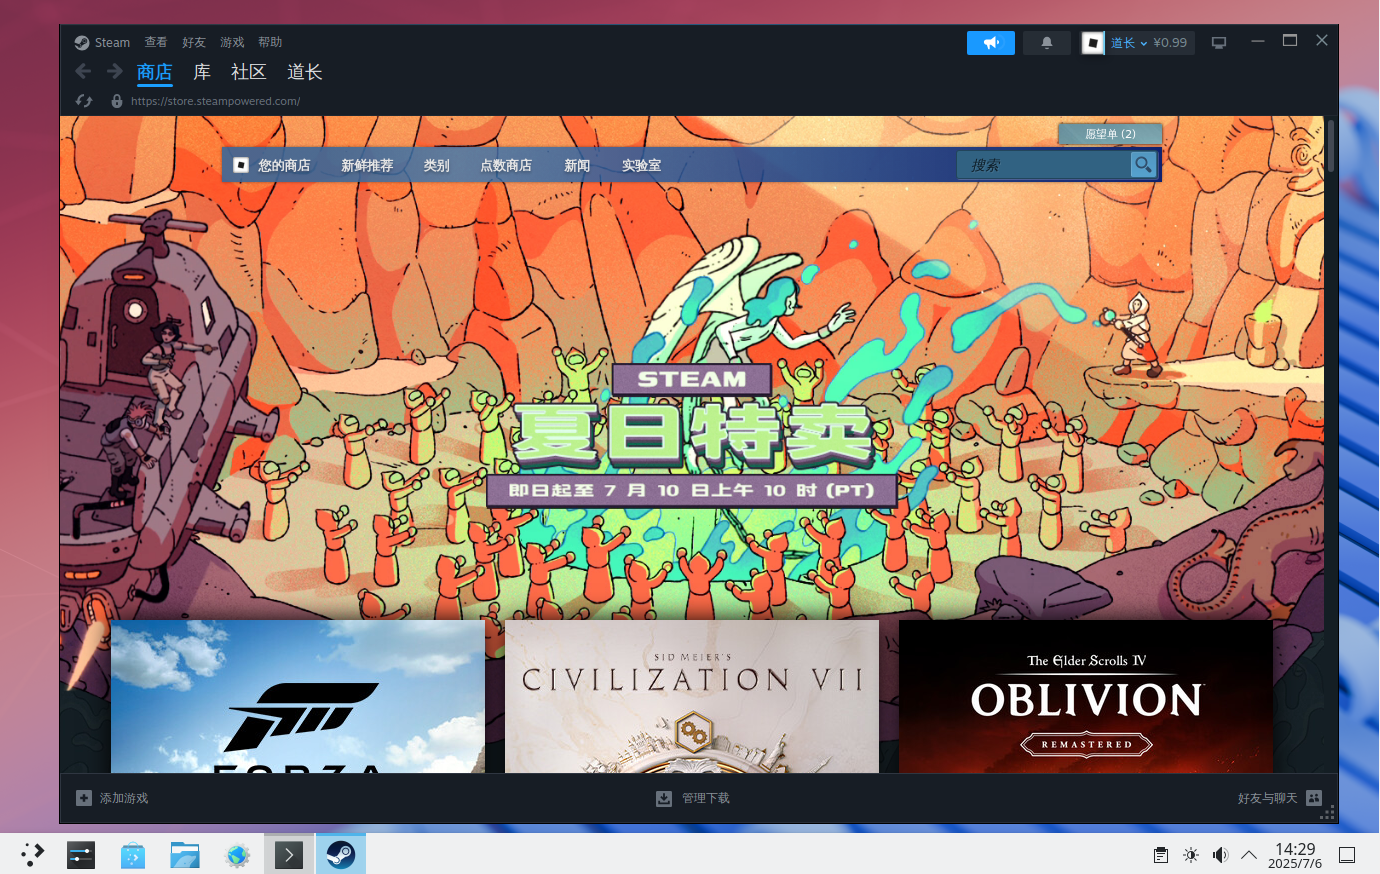 Steam 查看 好友 游戏 帮助
道长 ¥0.99
商店 库 社区 道长
https://store.steampowered.com/
愿望单 (2)
您的商店 新鲜推荐 类别 点数商店 新闻 实验室
搜索
STEAM
夏日特卖
即日起至 7 月 10 日上午 10 时 (PT)
FORZA
SID MEIER'S
CIVILIZATION VII
The Elder Scrolls IV
OBLIVION
REMASTERED
添加游戏 管理下载 好友与聊天
14:29
2025/7/6